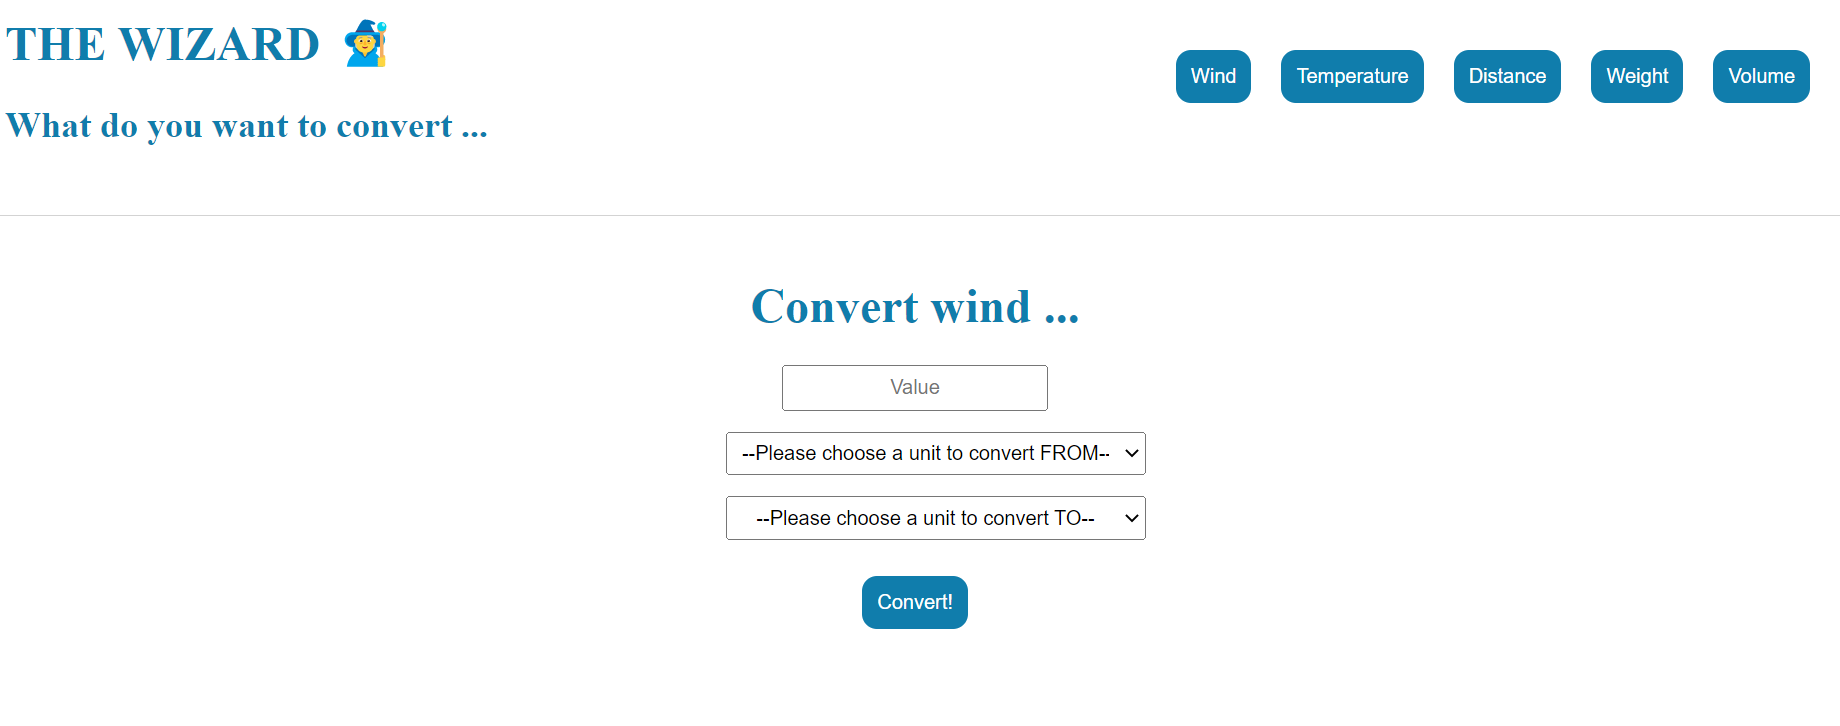 THE WIZARD
Wind Temperature Distance Weight Volume
What do you want to convert ...
Convert wind ...
Value
--Please choose a unit to convert FROM--
--Please choose a unit to convert TO--
Convert!